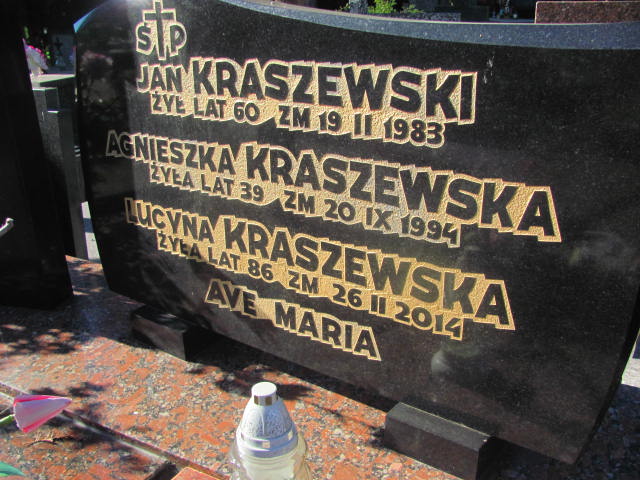 ŚP
JAN KRASZEWSKI
ŻYŁ LAT 60 ZM 19 II 1983
AGNIESZKA KRASZEWSKA
ŻYŁA LAT 39 ZM 20 IX 1994
LUCYNA KRASZEWSKA
ŻYŁA LAT 86 ZM 26 II 2014
AVE MARIA